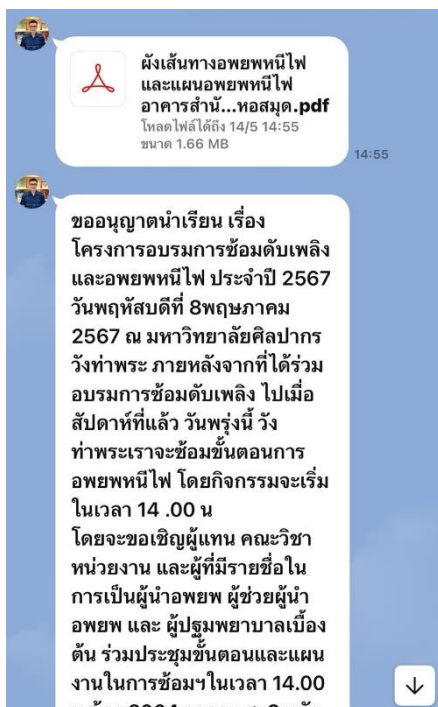 ผังเส้นทางอพยพหนีไฟ
และแผนอพยพหนีไฟ
อาคารสำนั...หอสมุด.pdf
โหลดไฟล์ได้ถึง 14/5 14:55
ขนาด 1.66 MB
14:55
ขออนุญาตนำเรียน เรื่อง
โครงการอบรมการซ้อมดับเพลิง
และอพยพหนีไฟ ประจำปี 2567
วันพฤหัสบดีที่ 8พฤษภาคม
2567 ณ มหาวิทยาลัยศิลปากร
วังท่าพระ ภายหลังจากที่ได้ร่วม
อบรมการซ้อมดับเพลิง ไปเมื่อ
สัปดาห์ที่แล้ว วันพรุ่งนี้ วัง
ท่าพระเราจะซ้อมขั้นตอนการ
อพยพหนีไฟ โดยกิจกรรมจะเริ่ม
ในเวลา 14 .00 น
โดยจะขอเชิญผู้แทน คณะวิชา
หน่วยงาน และผู้ที่มีรายชื่อใน
การเป็นผู้นำอพยพ ผู้ช่วยผู้นำ
อพยพ และ ผู้ปฐมพยาบาลเบื้อง
ต้น ร่วมประชุมขั้นตอนและแผน
งานในการซ้อมฯในเวลา 14.00